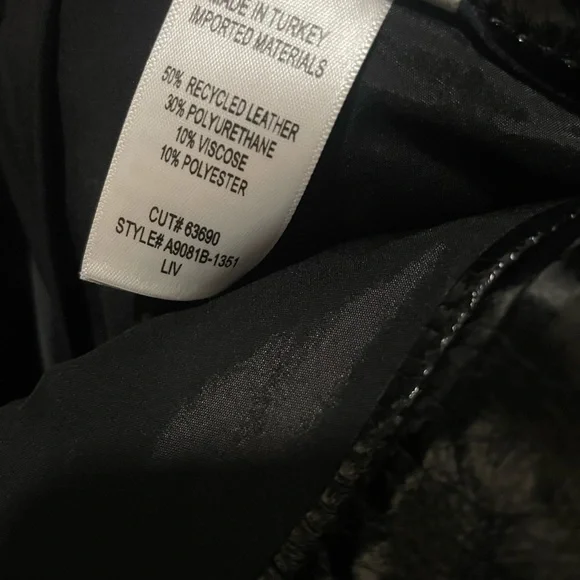 MADE IN TURKEY
IMPORTED MATERIALS
50% RECYCLED LEATHER
30% POLYURETHANE
10% VISCOSE
10% POLYESTER
CUT# 63690
STYLE# A9081B-1351
LIV